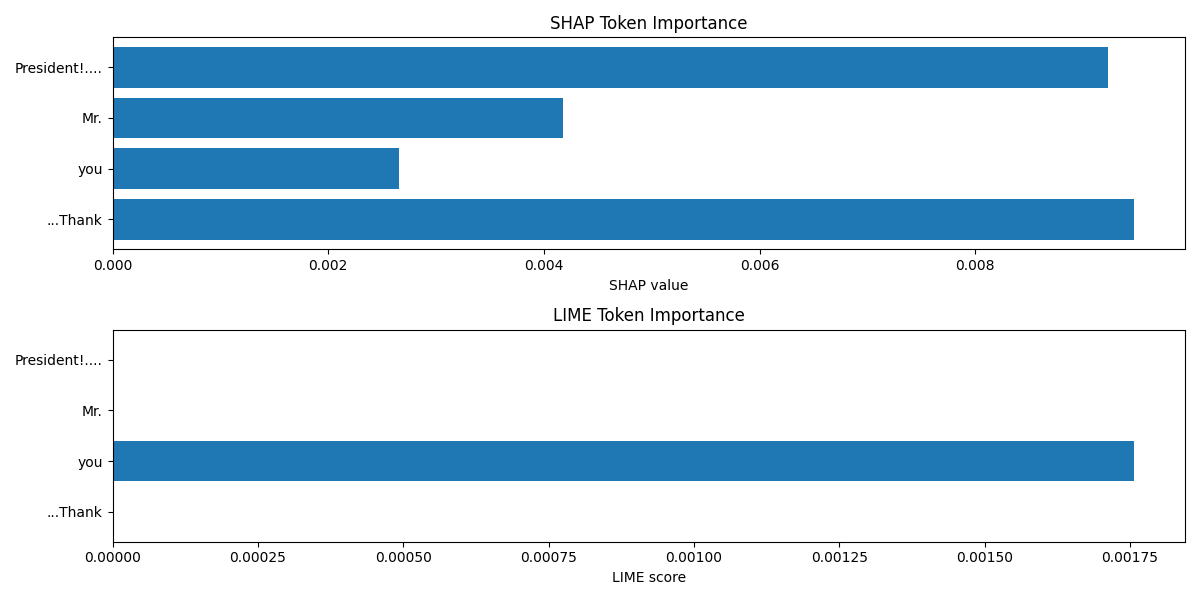 SHAP Token Importance
President!....
Mr.
you
...Thank
0.000 0.002 0.004 0.006 0.008
SHAP value
LIME Token Importance
President!....
Mr.
you
...Thank
0.00000 0.00025 0.00050 0.00075 0.00100 0.00125 0.00150 0.00175
LIME score